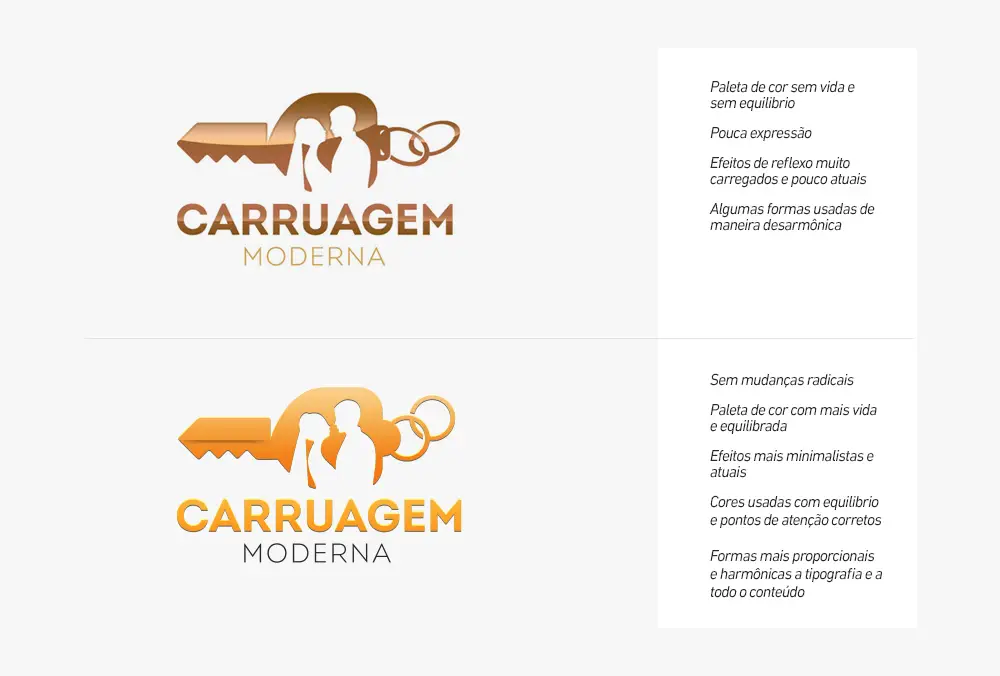 CARRUAGEM
MODERNA
Paleta de cor sem vida e
sem equilibrio
Pouca expressão
Efeitos de reflexo muito
carregados e pouco atuais
Algumas formas usadas de
maneira desarmônica
CARRUAGEM
MODERNA
Sem mudanças radicais
Paleta de cor com mais vida
e equilibrada
Efeitos mais minimalistas e
atuais
Cores usadas com equilibrio
e pontos de atenção corretos
Formas mais proporcionais
e harmônicas a tipografia e a
todo o conteúdo